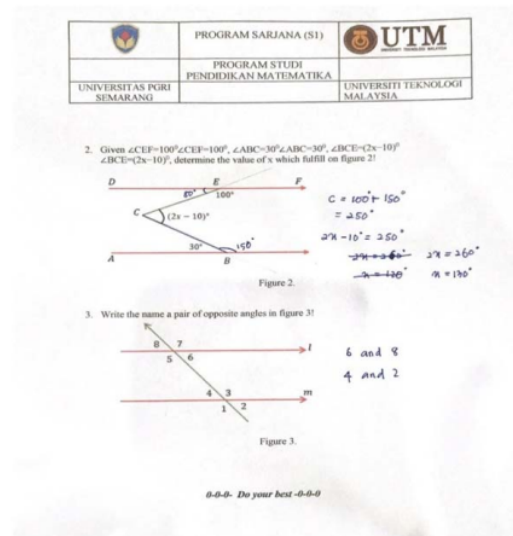 PROGRAM SARJANA (S1)
UTM
UNIVERSITI TEKNOLOGI MALAYSIA
PROGRAM STUDI
PENDIDIKAN MATEMATIKA
UNIVERSITAS PGRI
SEMARANG
UNIVERSITI TEKNOLOGI
MALAYSIA
2. Given ∠CEF=100°∠CEF=100°, ∠ABC=30°∠ABC=30°, ∠BCE=(2x-10)°
∠BCE=(2x-10)°, determine the value of x which fulfill on figure 2!
D E F
80° 100°
C (2x - 10)°
30° 150°
A B
C = 100° + 150°
= 250°
2x - 10° = 250°
2x = 260°
x = 130°
Figure 2.
3. Write the name a pair of opposite angles in figure 3!
8 7 l
5 6
4 3 m
1 2
6 and 8
4 and 2
Figure 3.
0-0-0- Do your best -0-0-0